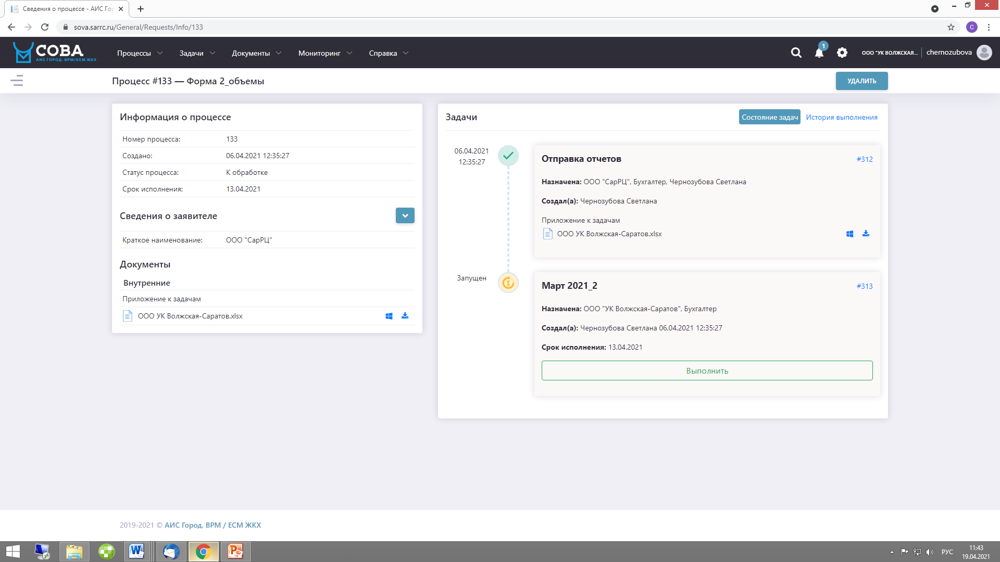 Сведения о процессе - АИС Гор
sova.sarrc.ru/General/Requests/Info/133
C
СОВА
АИС ГОРОД. BPM/ECM ЖКХ
Процессы
Задачи
Документы
Мониторинг
Справка
1
ООО "УК ВОЛЖСКАЯ...
chernozubova
Процесс #133 — Форма 2_объемы
УДАЛИТЬ
Информация о процессе
Номер процесса: 133
Создано: 06.04.2021 12:35:27
Статус процесса: К обработке
Срок исполнения: 13.04.2021
Сведения о заявителе
Краткое наименование: ООО "СарРЦ"
Документы
Внутренние
Приложение к задачам
ООО УК Волжская-Саратов.xlsx
Задачи
Состояние задач
История выполнения
06.04.2021
12:35:27
Отправка отчетов
#312
Назначена: ООО "СарРЦ", Бухгалтер, Чернозубова Светлана
Создал(а): Чернозубова Светлана
Приложение к задачам
ООО УК Волжская-Саратов.xlsx
Запущен
Март 2021_2
#313
Назначена: ООО "УК Волжская-Саратов", Бухгалтер
Создал(а): Чернозубова Светлана 06.04.2021 12:35:27
Срок исполнения: 13.04.2021
Выполнить
2019-2021 © АИС Город. BPM / ECM ЖКХ
РУС
11:43
19.04.2021